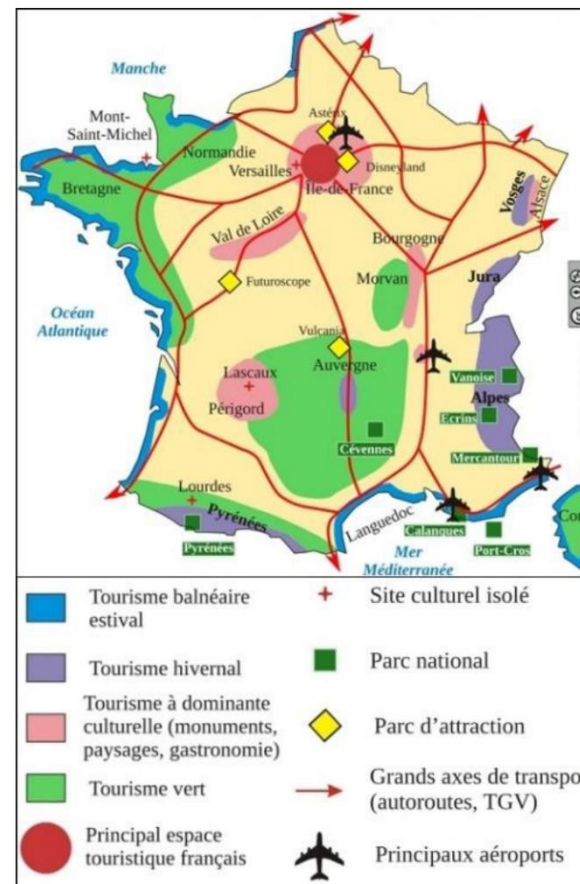 Manche
Mont-
Saint-Michel
Normandie
Bretagne
Versailles
Astérix
Disneyland
Île-de-France
Vosges
Alsace
Val de Loire
Bourgogne
Morvan
Jura
Futuroscope
Océan
Atlantique
Vulcania
Auvergne
Lascaux
Périgord
Vanoise
Alpes
Ecrins
Cévennes
Mercantour
Lourdes
Pyrénées
Pyrénées
Languedoc
Calanques
Port-Cros
Mer
Méditerranée
Co
Tourisme balnéaire
estival
Tourisme hivernal
Tourisme à dominante
culturelle (monuments,
paysages, gastronomie)
Tourisme vert
Principal espace
touristique français
Site culturel isolé
Parc national
Parc d'attraction
Grands axes de transpo
(autoroutes, TGV)
Principaux aéroports